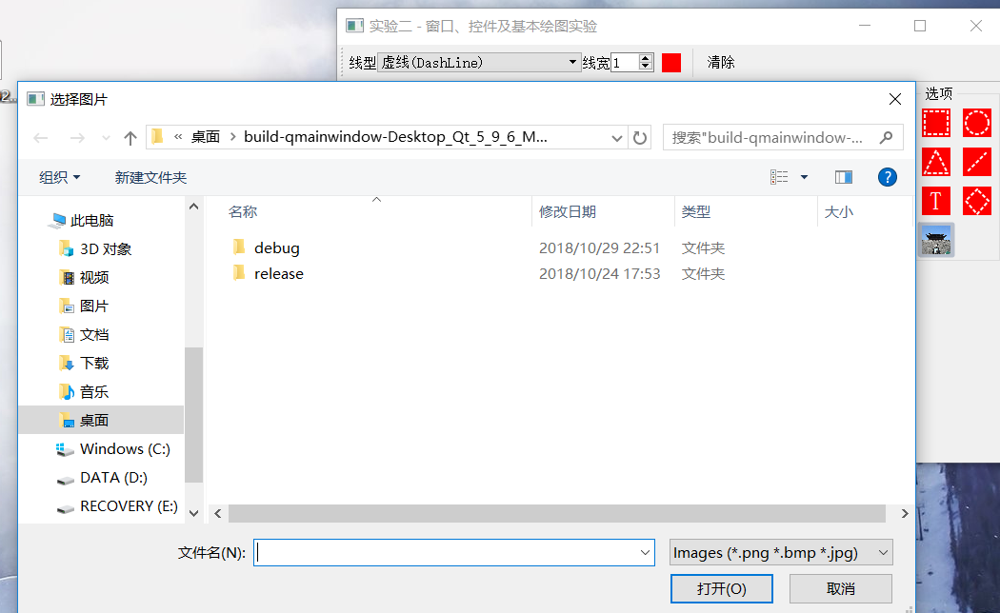 实验二 - 窗口、控件及基本绘图实验
线型 虚线(DashLine) 线宽 1 清除
选项
T
2...
选择图片
« 桌面 > build-qmainwindow-Desktop_Qt_5_9_6_M...
搜索"build-qmainwindow-...
组织 新建文件夹
?
名称 修改日期 类型 大小
debug 2018/10/29 22:51 文件夹
release 2018/10/24 17:53 文件夹
此电脑
3D 对象
视频
图片
文档
下载
音乐
桌面
Windows (C:)
DATA (D:)
RECOVERY (E:)
文件名(N):
Images (*.png *.bmp *.jpg)
打开(O) 取消